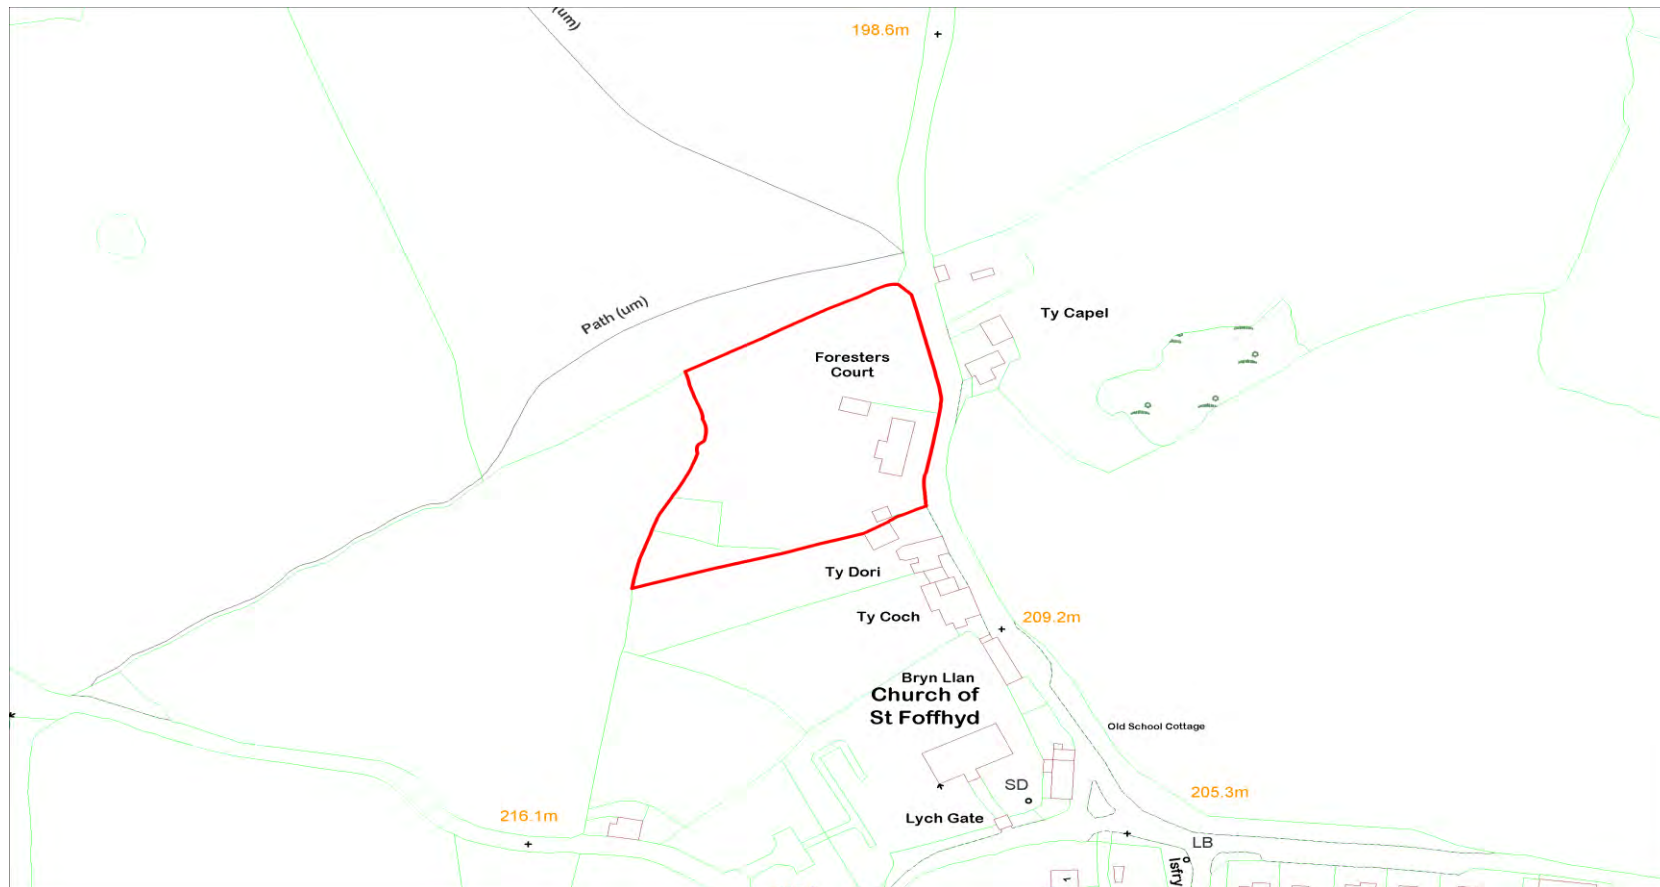 (um)
198.6m
Path (um)
Ty Capel
Foresters
Court
Ty Dori
Ty Coch
209.2m
Bryn Llan
Church of
St Foffhyd
Old School Cottage
SD
205.3m
216.1m
Lych Gate
LB
Isfry
1